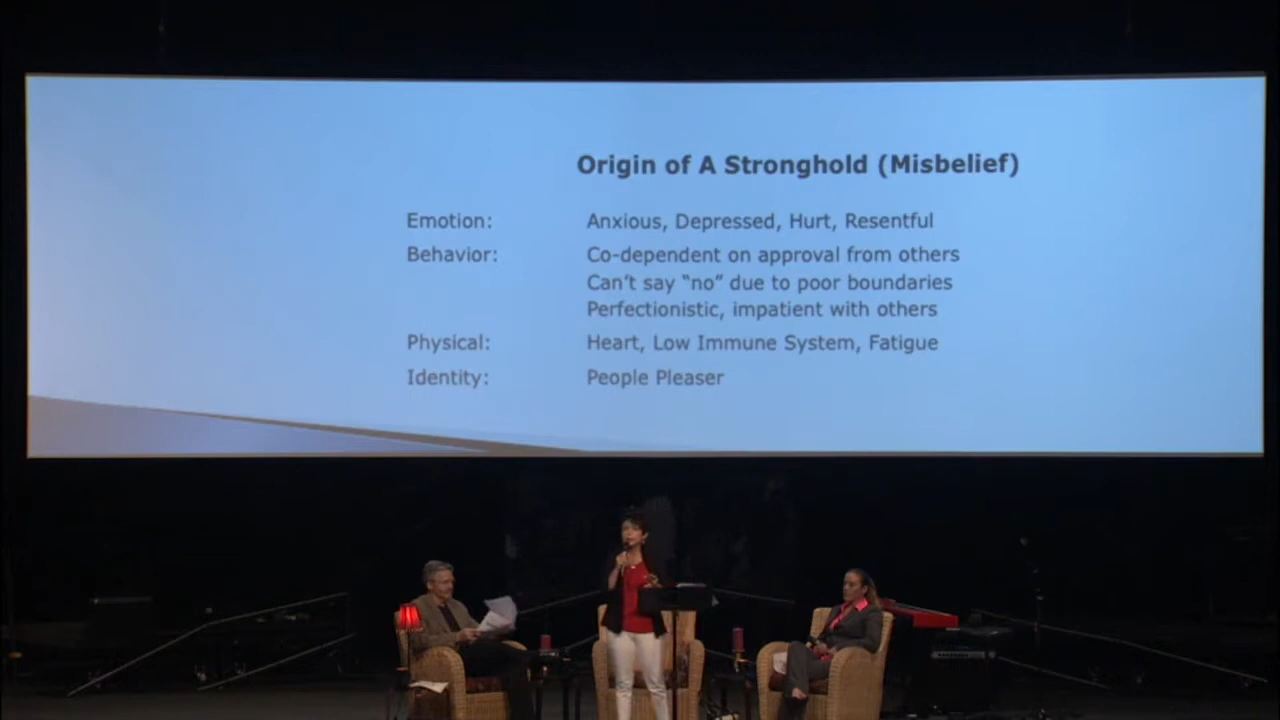 Origin of A Stronghold (Misbelief)
Emotion: Anxious, Depressed, Hurt, Resentful
Behavior: Co-dependent on approval from others
Can't say “no” due to poor boundaries
Perfectionistic, impatient with others
Physical: Heart, Low Immune System, Fatigue
Identity: People Pleaser